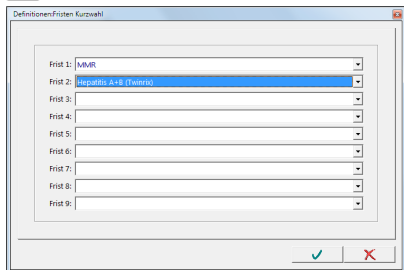 Definitionen:Fristen Kurzwahl
Frist 1: MMR
Frist 2: Hepatitis A+B (Twinrix)
Frist 3:
Frist 4:
Frist 5:
Frist 6:
Frist 7:
Frist 8:
Frist 9: